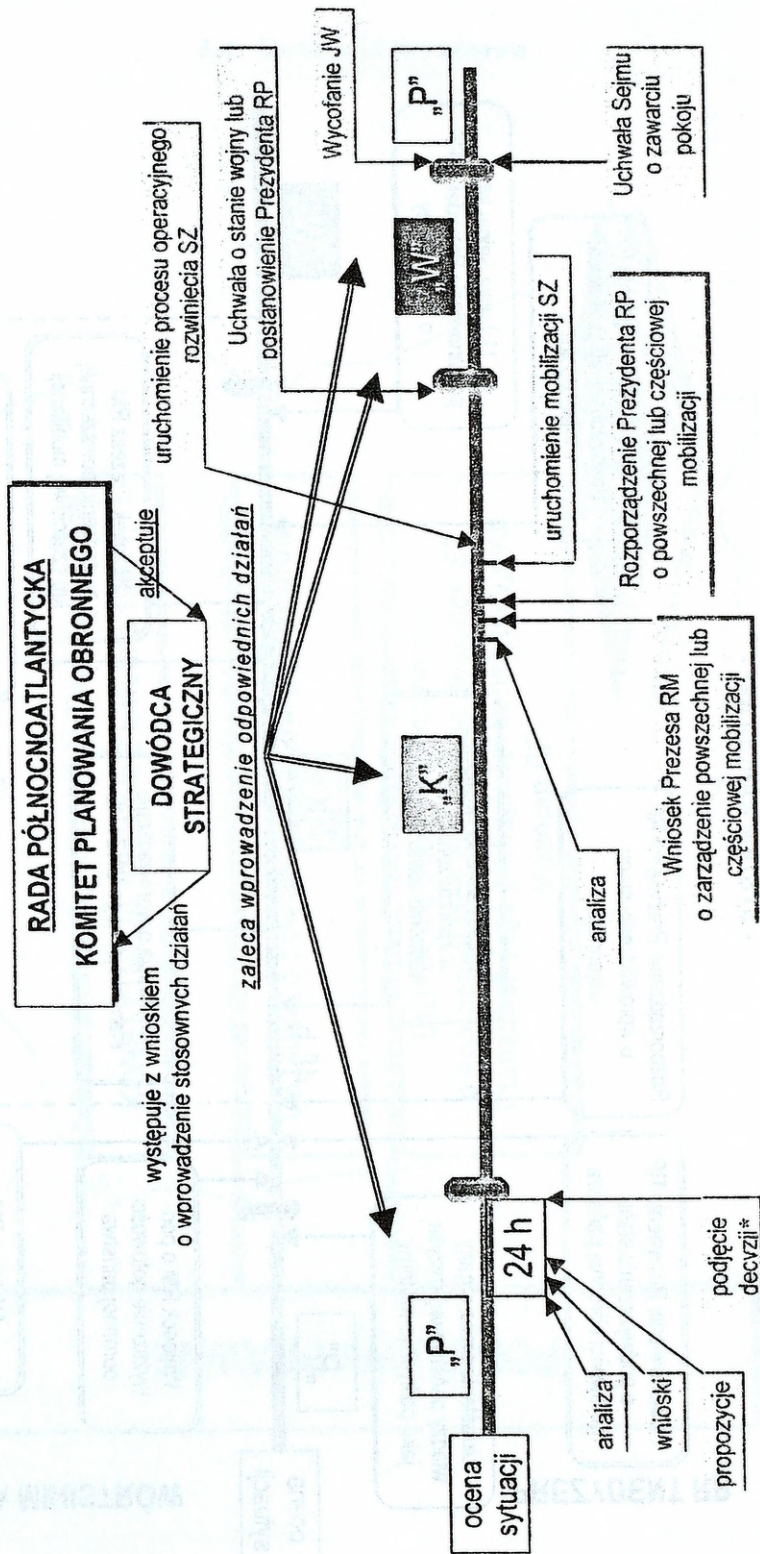 RADA PÓŁNOCNOATLANTYCKA
KOMITET PLANOWANIA OBRONNEGO
występuje z wnioskiem
o wprowadzenie stosownych działań
DOWÓDCA
STRATEGICZNY
akceptuje
zaleca wprowadzenie odpowiednich działań
uruchomienie procesu operacyjnego
rozwinięcia SZ
Uchwała o stanie wojny lub
postanowienie Prezydenta RP
Wycofanie JW
„P”
„K”
„W”
„P”
ocena
sytuacji
24 h
analiza
wnioski
propozycje
podjęcie
decyzji*
analiza
Wniosek Prezesa RM
o zarządzenie powszechnej lub
częściowej mobilizacji
uruchomienie mobilizacji SZ
Rozporządzenie Prezydenta RP
o powszechnej lub częściowej
mobilizacji
Uchwała Sejmu
o zawarciu
pokoju
MINISTRÓW
PREZYDENT RP